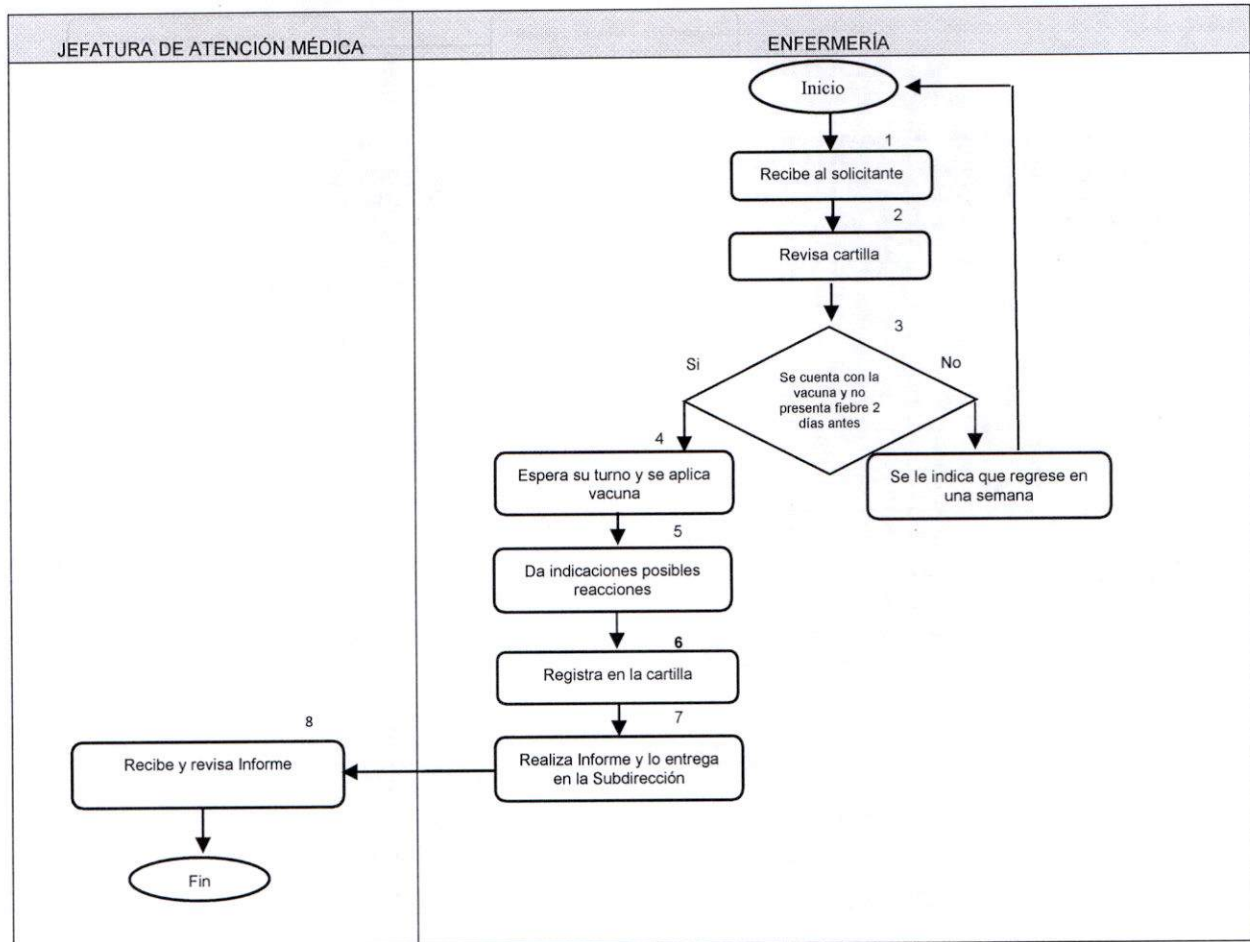 JEFATURA DE ATENCIÓN MÉDICA
ENFERMERÍA
Inicio
1
Recibe al solicitante
2
Revisa cartilla
3
Se cuenta con la
vacuna y no
presenta fiebre 2
días antes
Si
No
4
Espera su turno y se aplica
vacuna
Se le indica que regrese en
una semana
5
Da indicaciones posibles
reacciones
6
Registra en la cartilla
7
Realiza Informe y lo entrega
en la Subdirección
8
Recibe y revisa Informe
Fin